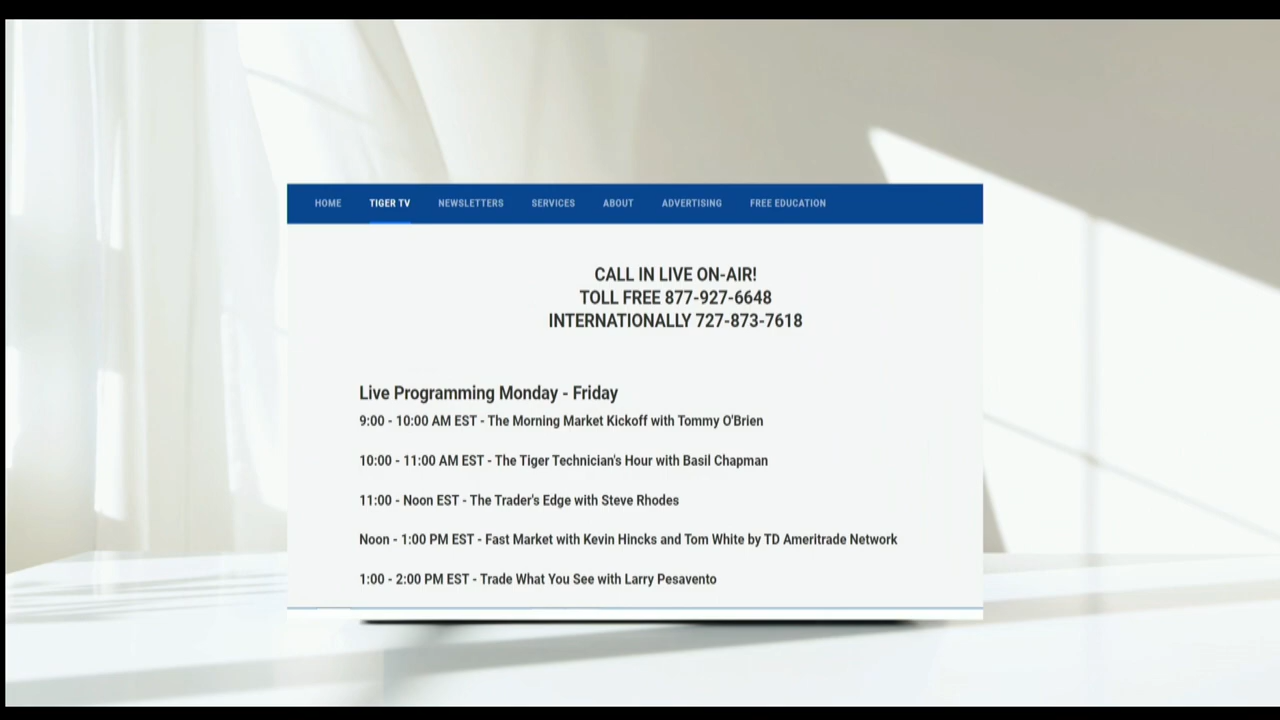 HOME TIGER TV NEWSLETTERS SERVICES ABOUT ADVERTISING FREE EDUCATION
CALL IN LIVE ON-AIR!
TOLL FREE 877-927-6648
INTERNATIONALLY 727-873-7618
Live Programming Monday - Friday
9:00 - 10:00 AM EST - The Morning Market Kickoff with Tommy O'Brien
10:00 - 11:00 AM EST - The Tiger Technician's Hour with Basil Chapman
11:00 - Noon EST - The Trader's Edge with Steve Rhodes
Noon - 1:00 PM EST - Fast Market with Kevin Hincks and Tom White by TD Ameritrade Network
1:00 - 2:00 PM EST - Trade What You See with Larry Pesavento